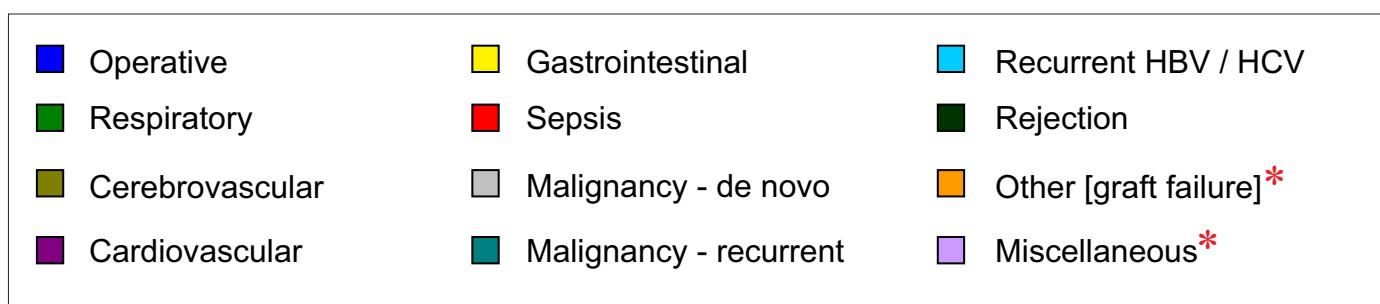 Operative
Gastrointestinal
Recurrent HBV / HCV
Respiratory
Sepsis
Rejection
Cerebrovascular
Malignancy - de novo
Other [graft failure]*
Cardiovascular
Malignancy - recurrent
Miscellaneous*